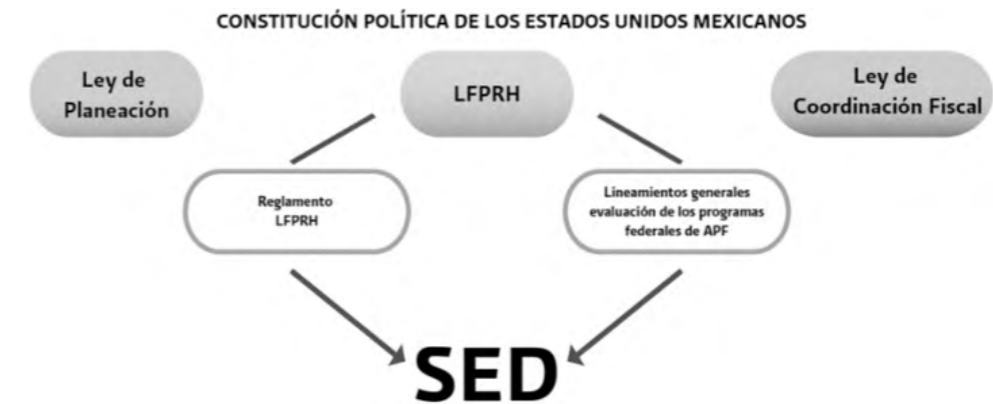 CONSTITUCIÓN POLÍTICA DE LOS ESTADOS UNIDOS MEXICANOS
Ley de
Planeación
LFPRH
Ley de
Coordinación Fiscal
Reglamento
LFPRH
Lineamientos generales
evaluación de los programas
federales de APF
SED